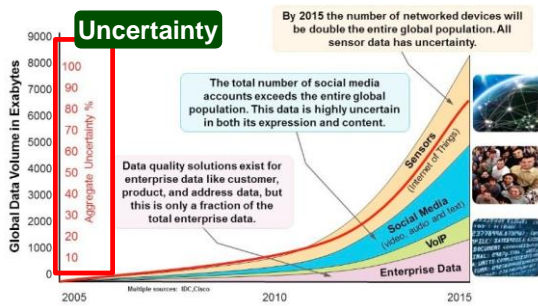 Uncertainty
Global Data Volume in Exabytes
9000
8000
7000
6000
5000
4000
3000
2000
1000
0
Aggregate Uncertainty %
100
90
80
70
60
50
40
30
20
10
By 2015 the number of networked devices will
be double the entire global population. All
sensor data has uncertainty.
The total number of social media
accounts exceeds the entire global
population. This data is highly uncertain
in both its expression and content.
Data quality solutions exist for
enterprise data like customer,
product, and address data, but
this is only a fraction of the
total enterprise data.
Sensors
(Internet of Things)
Social Media
(video, audio and text)
VoIP
Enterprise Data
Multiple sources: IDC,Cisco
2005
2010
2015